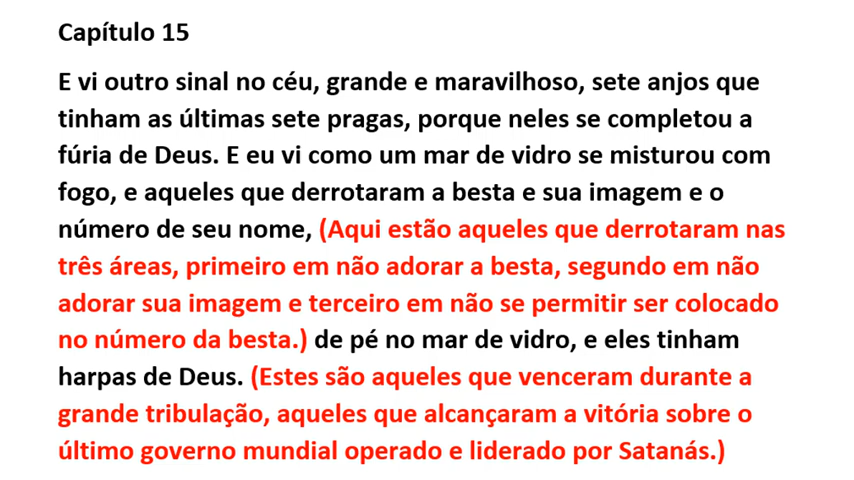 Capítulo 15
E vi outro sinal no céu, grande e maravilhoso, sete anjos que
tinham as últimas sete pragas, porque neles se completou a
fúria de Deus. E eu vi como um mar de vidro se misturou com
fogo, e aqueles que derrotaram a besta e sua imagem e o
número de seu nome, (Aqui estão aqueles que derrotaram nas
três áreas, primeiro em não adorar a besta, segundo em não
adorar sua imagem e terceiro em não se permitir ser colocado
no número da besta.) de pé no mar de vidro, e eles tinham
harpas de Deus. (Estes são aqueles que venceram durante a
grande tribulação, aqueles que alcançaram a vitória sobre o
último governo mundial operado e liderado por Satanás.)